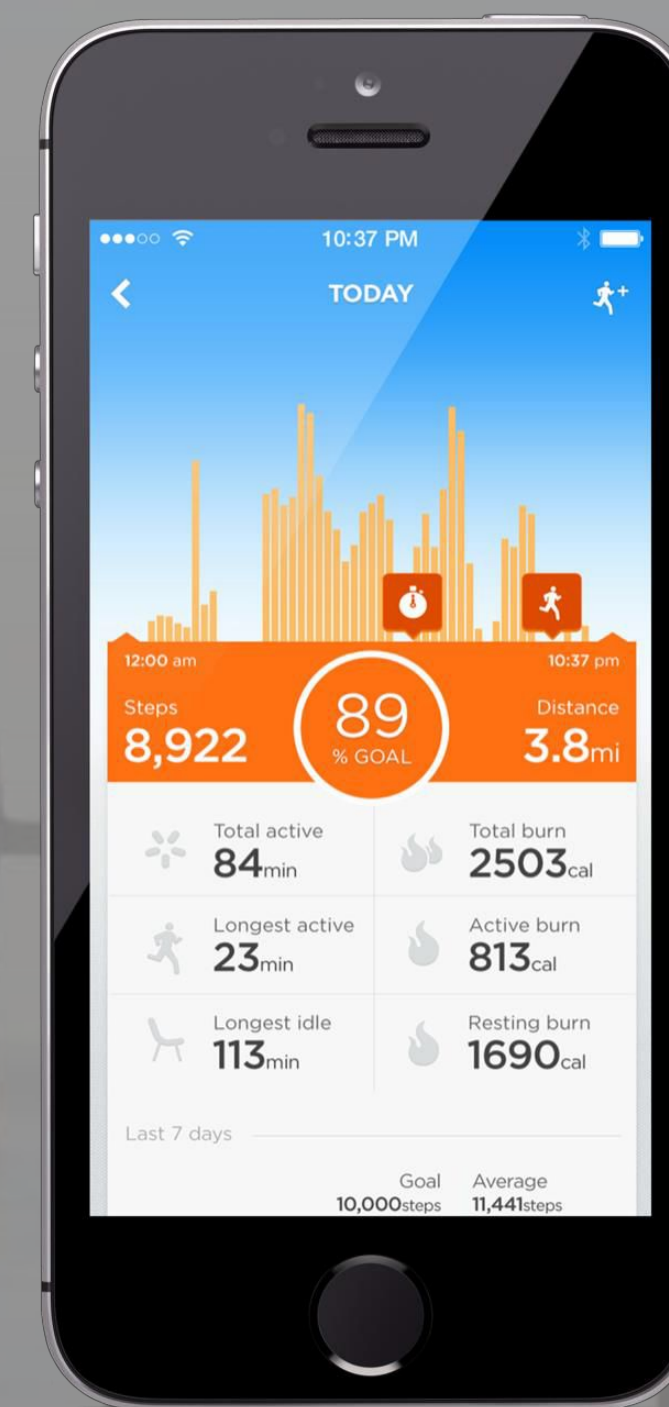 10:37 PM
TODAY
12:00 am
10:37 pm
Steps
8,922
89
% GOAL
Distance
3.8mi
Total active
84min
Total burn
2503cal
Longest active
23min
Active burn
813cal
Longest idle
113min
Resting burn
1690cal
Last 7 days
Goal
10,000steps
Average
11,441steps